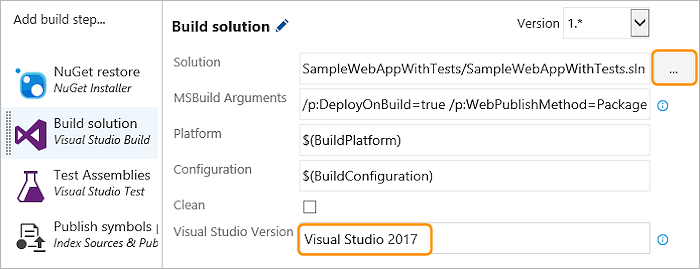 Add build step...
NuGet restore
NuGet Installer
Build solution
Visual Studio Build
Test Assemblies
Visual Studio Test
Publish symbols
Index Sources & Pub
Build solution
Version 1.*
Solution SampleWebAppWithTests/SampleWebAppWithTests.sln ...
MSBuild Arguments /p:DeployOnBuild=true /p:WebPublishMethod=Package
Platform $(BuildPlatform)
Configuration $(BuildConfiguration)
Clean
Visual Studio Version Visual Studio 2017